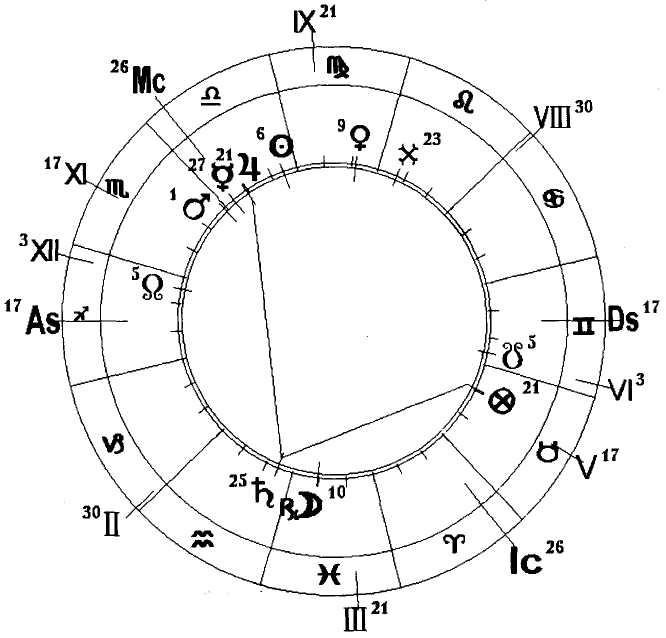 IX 21
26 Mc
♍
♎
♌
VIII 30
6 ☉
9 ♀
23
27 ☿ 21 ♃
17 XI
♏
1 ♂
♋
3 XII
5 ☊
17 As ♐
♊ Ds 17
☋ 5
⊗ 21
VI 3
♉
V 17
♑
25 ♄ ℞ ☽ 10
30 II
♒
♈
Ic 26
♓
III 21